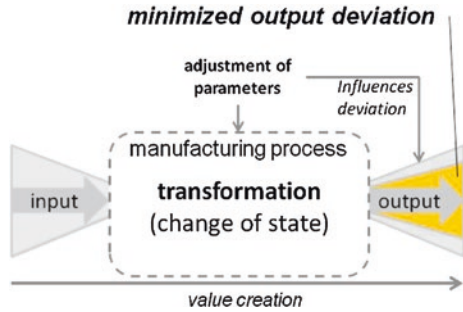 minimized output deviation
adjustment of
parameters
Influences
deviation
manufacturing process
input
transformation
(change of state)
output
value creation